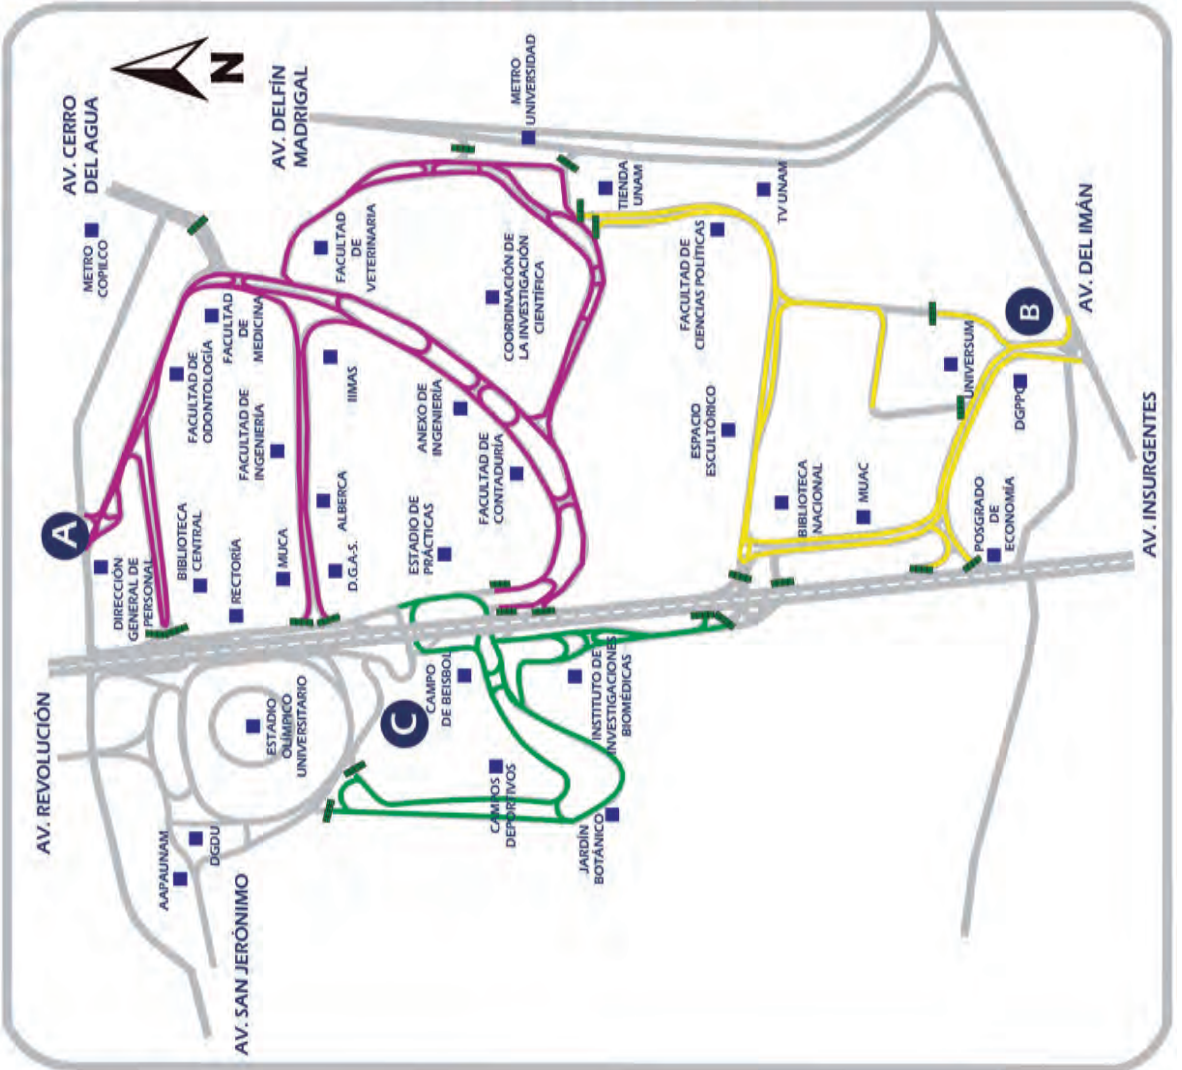 AV. CERRO
DEL AGUA
N
AV. DELFÍN
MADRIGAL
METRO
UNIVERSIDAD
METRO
COPILCO
FACULTAD
DE
VETERINARIA
TIENDA
UNAM
TV UNAM
AV. DEL IMÁN
COORDINACIÓN DE
LA INVESTIGACIÓN
CIENTÍFICA
FACULTAD DE
CIENCIAS POLÍTICAS
FACULTAD
DE
MEDICINA
B
FACULTAD DE
ODONTOLOGÍA
IIMAS
UNIVERSUM
DGPPC
FACULTAD DE
INGENIERÍA
ANEXO DE
INGENIERÍA
ESPACIO
ESCULTÓRICO
FACULTAD DE
CONTADURÍA
A
ALBERCA
BIBLIOTECA
NACIONAL
MUAC
POSGRADO
DE
ECONOMÍA
AV. INSURGENTES
BIBLIOTECA
CENTRAL
ESTADIO DE
PRÁCTICAS
DIRECCIÓN
GENERAL DE
PERSONAL
RECTORÍA
MUCA
D.G.A-S.
CAMPO
DE BEISBOL
INSTITUTO DE
INVESTIGACIONES
BIOMÉDICAS
C
AV. REVOLUCIÓN
ESTADIO
OLÍMPICO
UNIVERSITARIO
CAMPOS
DEPORTIVOS
JARDÍN
BOTÁNICO
DGDU
AAPAUNAM
AV. SAN JERÓNIMO